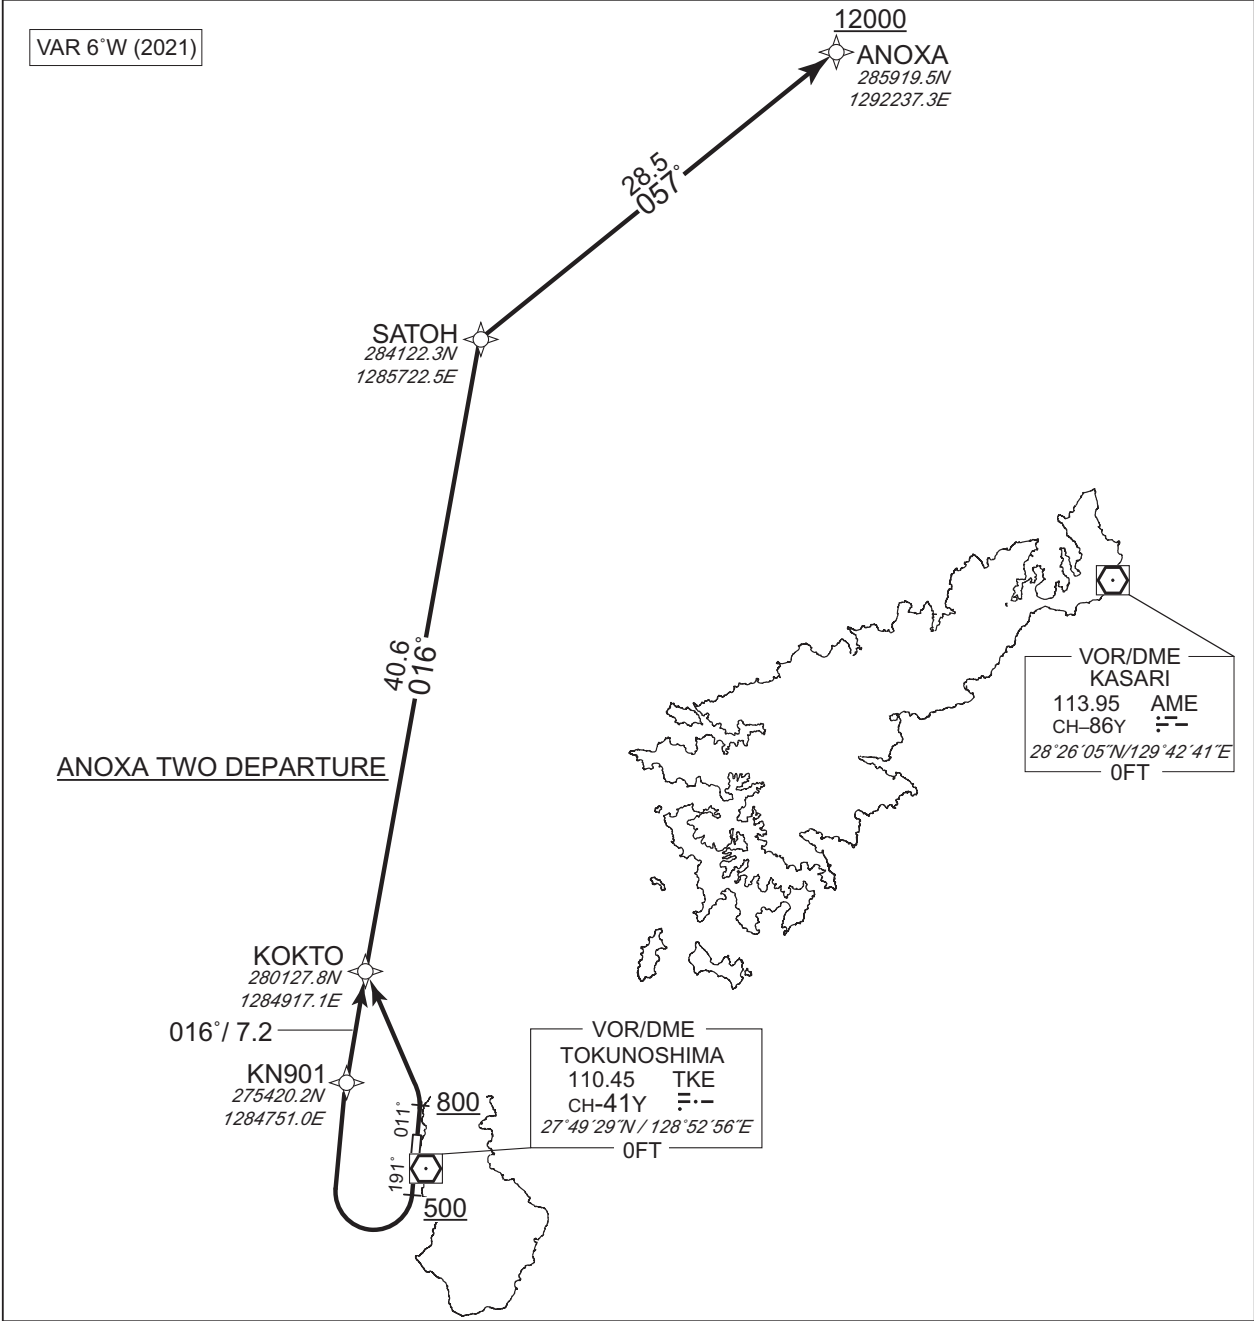 VAR 6°W (2021)
12000
ANOXA
285919.5N
1292237.3E
28.5
057°
SATOH
284122.3N
1285722.5E
40.6
016°
VOR/DME
KASARI
113.95 AME
CH–86Y
28°26′05″N/129°42′41″E
0FT
ANOXA TWO DEPARTURE
KOKTO
280127.8N
1284917.1E
016°/ 7.2
KN901
275420.2N
1284751.0E
VOR/DME
TOKUNOSHIMA
110.45 TKE
CH-41Y
27°49′29″N / 128°52′56″E
0FT
011°
800
191°
500